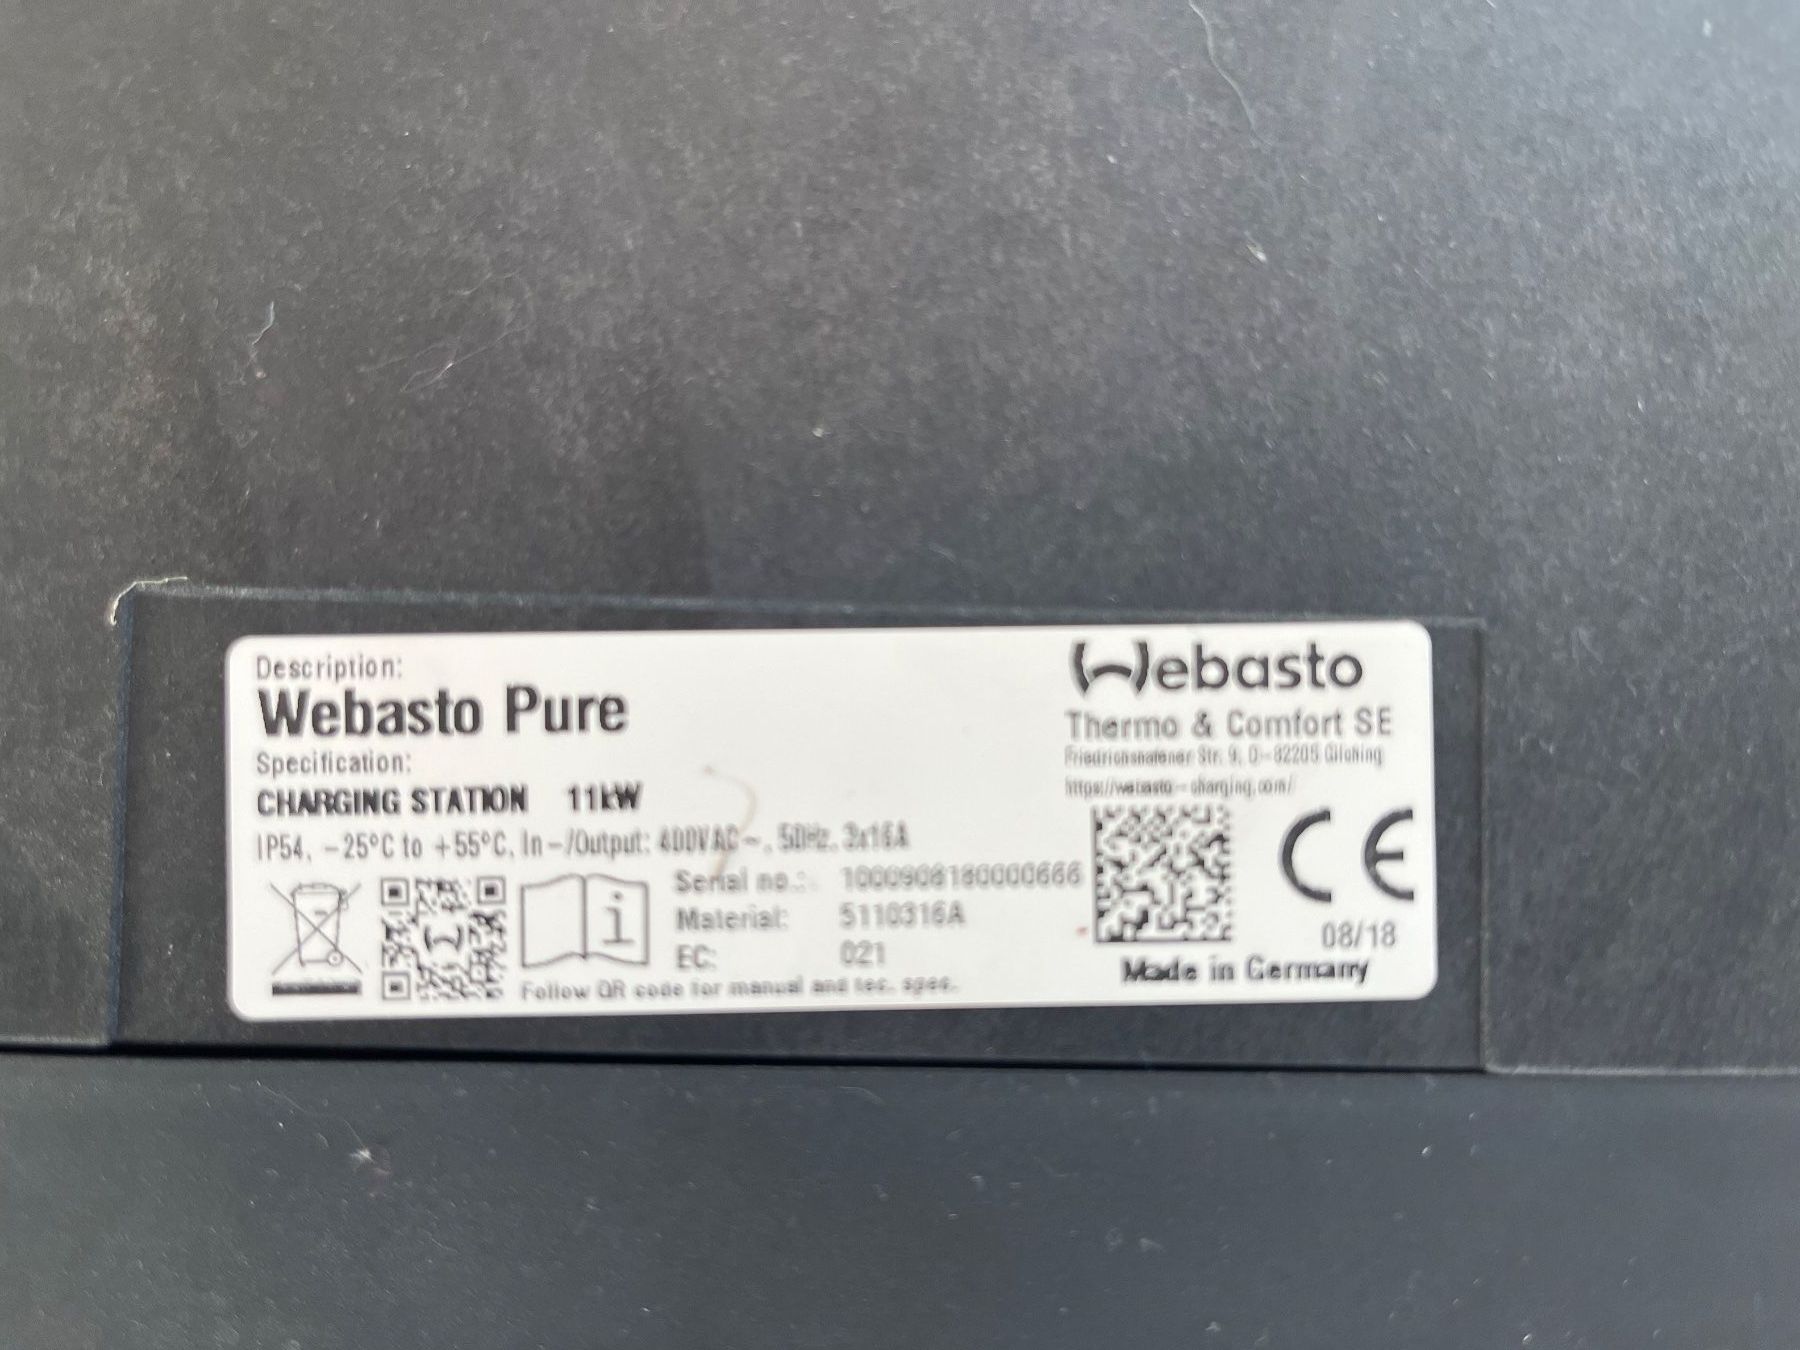 Description:
Webasto Pure
Specification:
CHARGING STATION 11kW
IP54, -25°C to +55°C, In-/Output: 400VAC~, 50Hz, 3x16A
Serial no.: 1000908180000666
Material: 5110316A
EC: 021
Follow QR code for manual and tec. spec.
Webasto
Thermo & Comfort SE
Friedrichshafener Str. 9, D-82205 Gilching
https://webasto-charging.com/
CE
08/18
Made in Germany
i